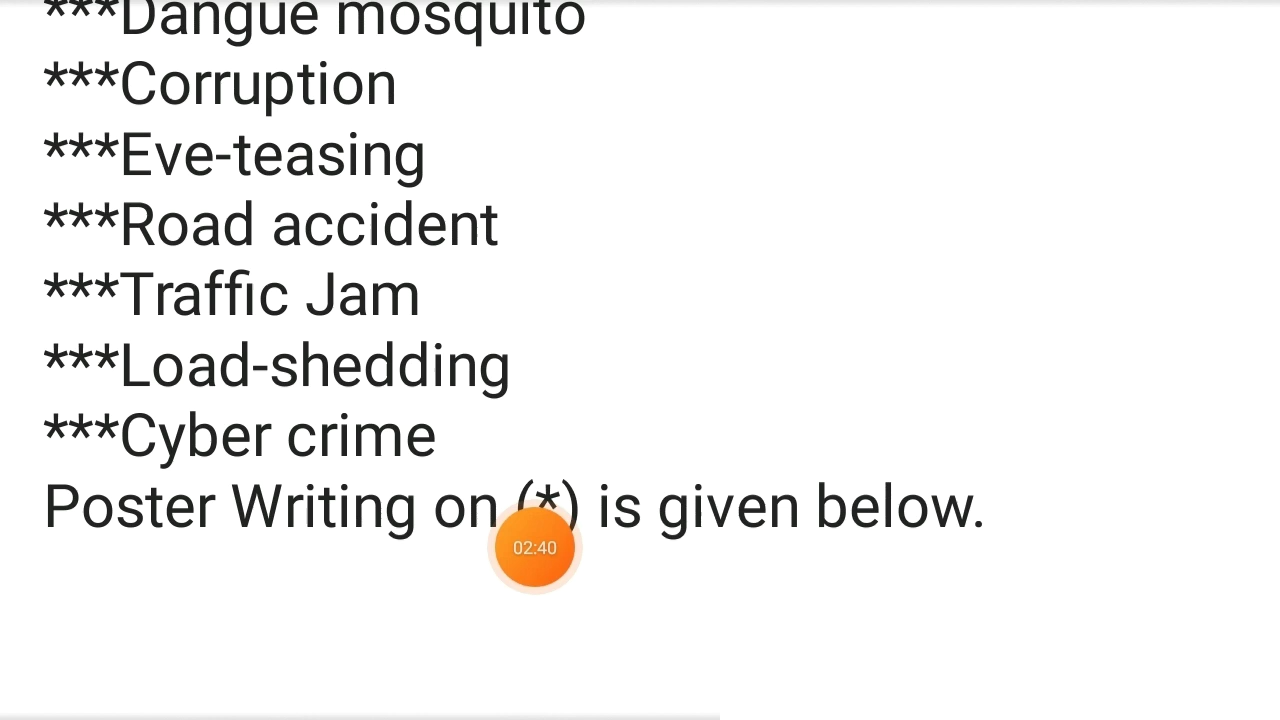 ***Dangue mosquito
***Corruption
***Eve-teasing
***Road accident
***Traffic Jam
***Load-shedding
***Cyber crime
Poster Writing on (*) is given below.
02:40